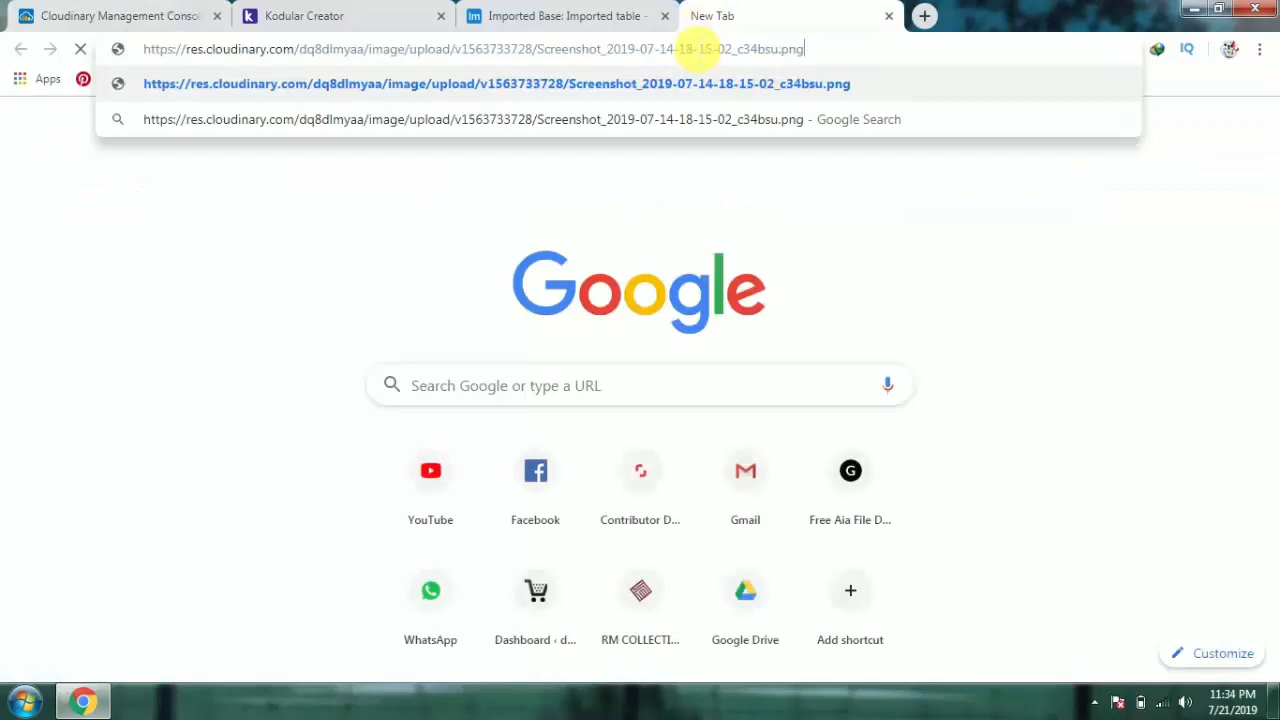 Cloudinary Management Conso
Kodular Creator
Imported Base: Imported table -
New Tab
https://res.cloudinary.com/dq8dlmyaa/image/upload/v1563733728/Screenshot_2019-07-14-18-15-02_c34bsu.png
IQ
Apps
https://res.cloudinary.com/dq8dlmyaa/image/upload/v1563733728/Screenshot_2019-07-14-18-15-02_c34bsu.png
https://res.cloudinary.com/dq8dlmyaa/image/upload/v1563733728/Screenshot_2019-07-14-18-15-02_c34bsu.png - Google Search
Google
Search Google or type a URL
YouTube
Facebook
Contributor D...
Gmail
Free Aia File D...
WhatsApp
Dashboard ‹ d...
RM COLLECTI...
Google Drive
Add shortcut
Customize
11:34 PM
7/21/2019